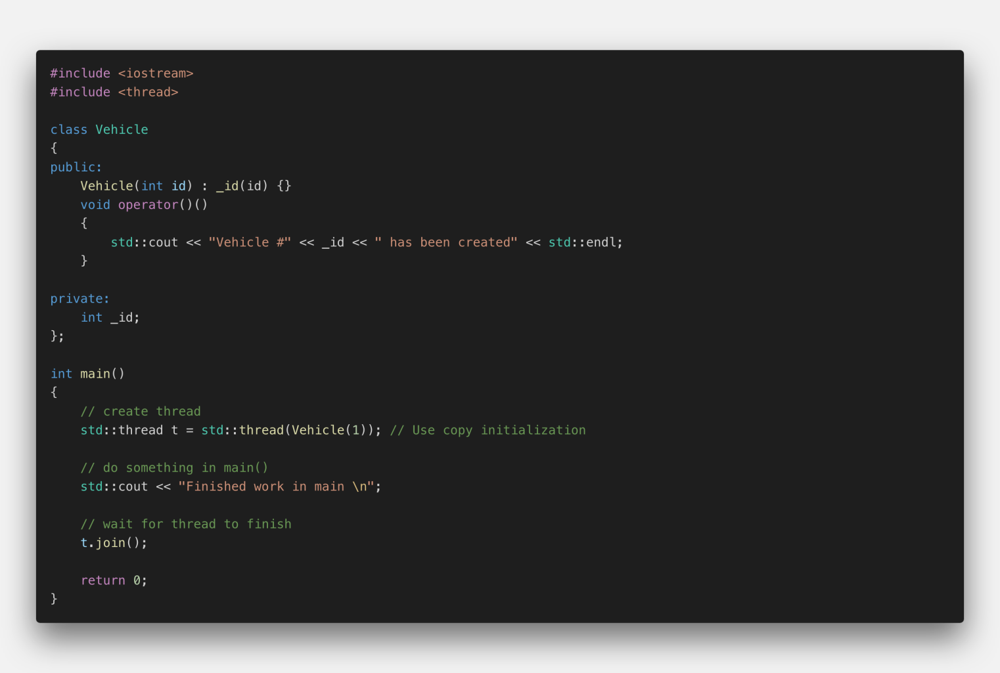 #include <iostream>
#include <thread>

class Vehicle
{
public:
    Vehicle(int id) : _id(id) {}
    void operator()()
    {
        std::cout << "Vehicle #" << _id << " has been created" << std::endl;
    }

private:
    int _id;
};

int main()
{
    // create thread
    std::thread t = std::thread(Vehicle(1)); // Use copy initialization

    // do something in main()
    std::cout << "Finished work in main \n";

    // wait for thread to finish
    t.join();

    return 0;
}